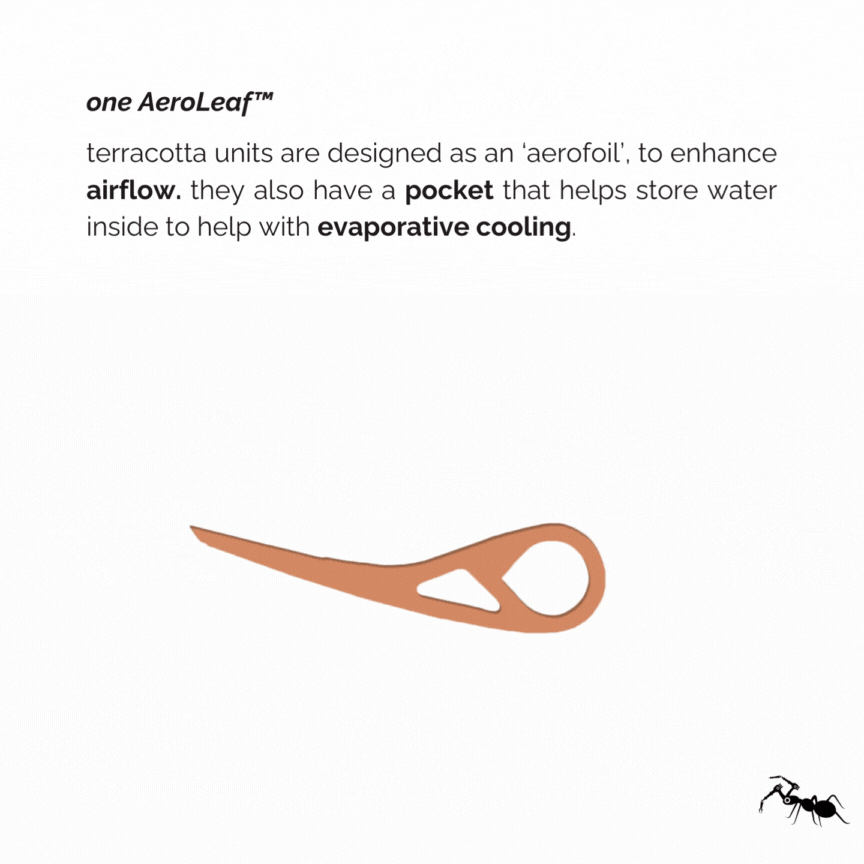 one AeroLeaf™
terracotta units are designed as an ‘aerofoil’, to enhance
airflow. they also have a pocket that helps store water
inside to help with evaporative cooling.